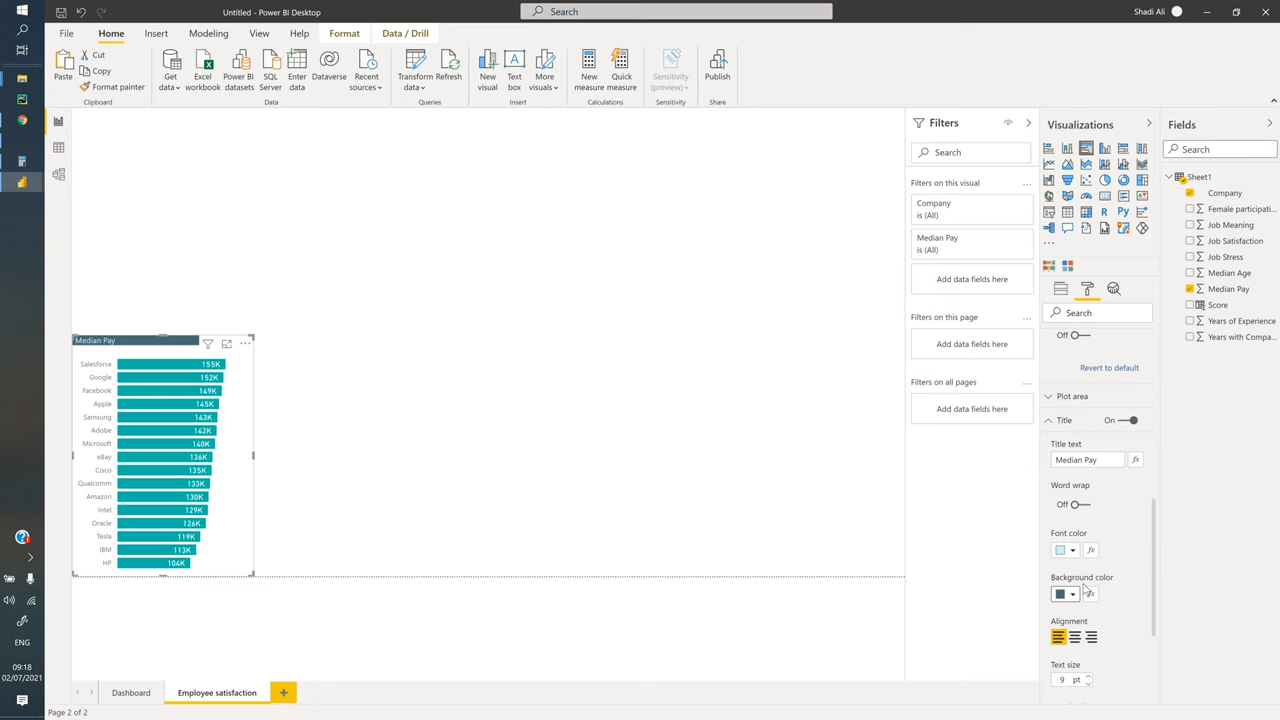 Untitled - Power BI Desktop
Search
Shadi Ali
File
Home
Insert
Modeling
View
Help
Format
Data / Drill
Paste
Cut
Copy
Format painter
Clipboard
Get
data
Excel
workbook
Power BI
datasets
SQL
Server
Enter
data
Dataverse
Recent
sources
Data
Transform
data
Refresh
Queries
New
visual
Text
box
More
visuals
Insert
New
measure
Quick
measure
Calculations
Sensitivity
(preview)
Sensitivity
Publish
Share
Median Pay
Salesforce 155K
Google 152K
Facebook 149K
Apple 145K
Samsung 143K
Adobe 142K
Microsoft 140K
eBay 136K
Cisco 135K
Qualcomm 133K
Amazon 130K
Intel 129K
Oracle 126K
Tesla 119K
IBM 113K
HP 104K
Filters
Search
Filters on this visual ...
Company
is (All)
Median Pay
is (All)
Add data fields here
Filters on this page ...
Add data fields here
Filters on all pages ...
Add data fields here
Visualizations
R
Py
...
Search
Off
Revert to default
Plot area
Title On
Title text
Median Pay
fx
Word wrap
Off
Font color
fx
Background color
fx
Alignment
Text size
9 pt
Fields
Search
Sheet1
Company
Female participati...
Job Meaning
Job Satisfaction
Job Stress
Median Age
Median Pay
Score
Years of Experience
Years with Compa...
ENG
09:18
02/07/2021
Dashboard
Employee satisfaction
Page 2 of 2